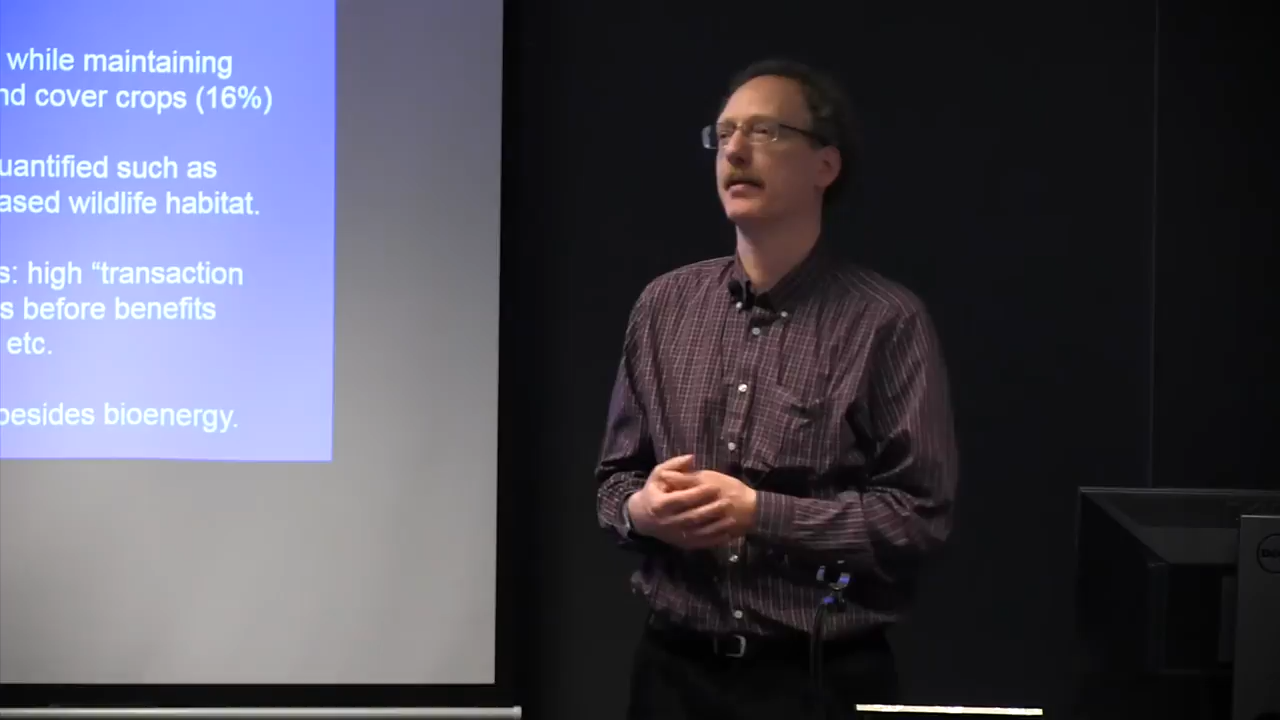 while maintaining
nd cover crops (16%)
uantified such as
ased wildlife habitat.
s: high “transaction
s before benefits
etc.
besides bioenergy.